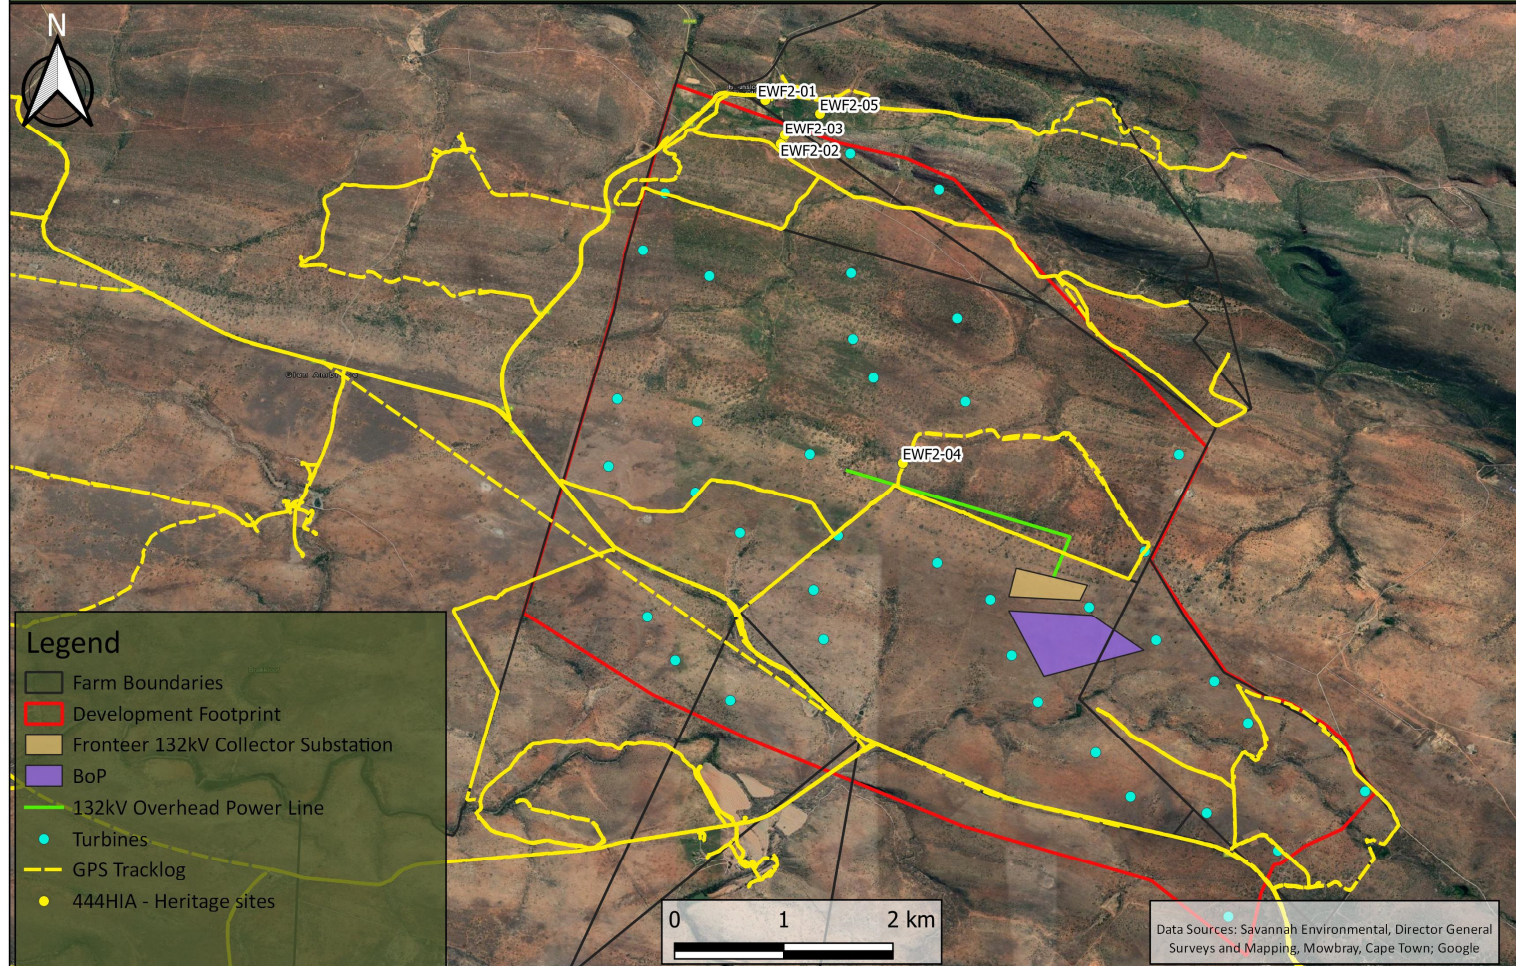 N
EWF2-01
EWF2-05
EWF2-03
EWF2-02
EWF2-04
Legend
Farm Boundaries
Development Footprint
Fronteer 132kV Collector Substation
BoP
132kV Overhead Power Line
Turbines
GPS Tracklog
444HIA - Heritage sites
0 1 2 km
Data Sources: Savannah Environmental, Director General
Surveys and Mapping, Mowbray, Cape Town; Google